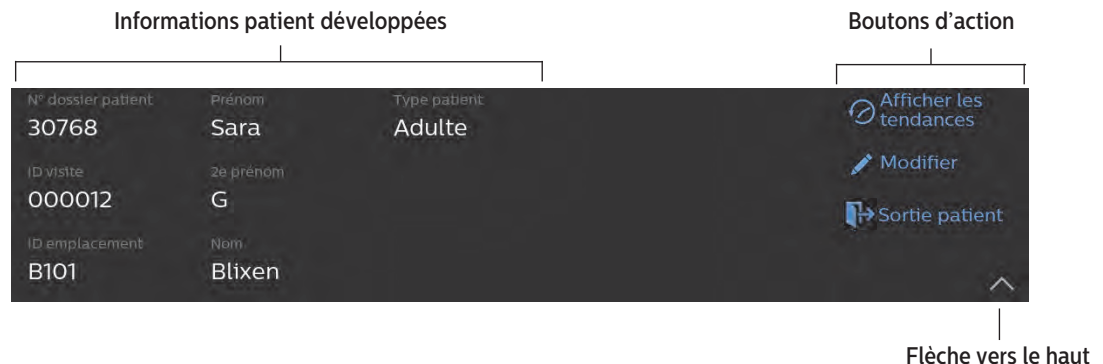 Informations patient développées
Boutons d'action
N° dossier patient Prénom Type patient
30768 Sara Adulte
ID visite 2e prénom
000012 G
ID emplacement Nom
B101 Blixen
Afficher les
tendances
Modifier
Sortie patient
Flèche vers le haut